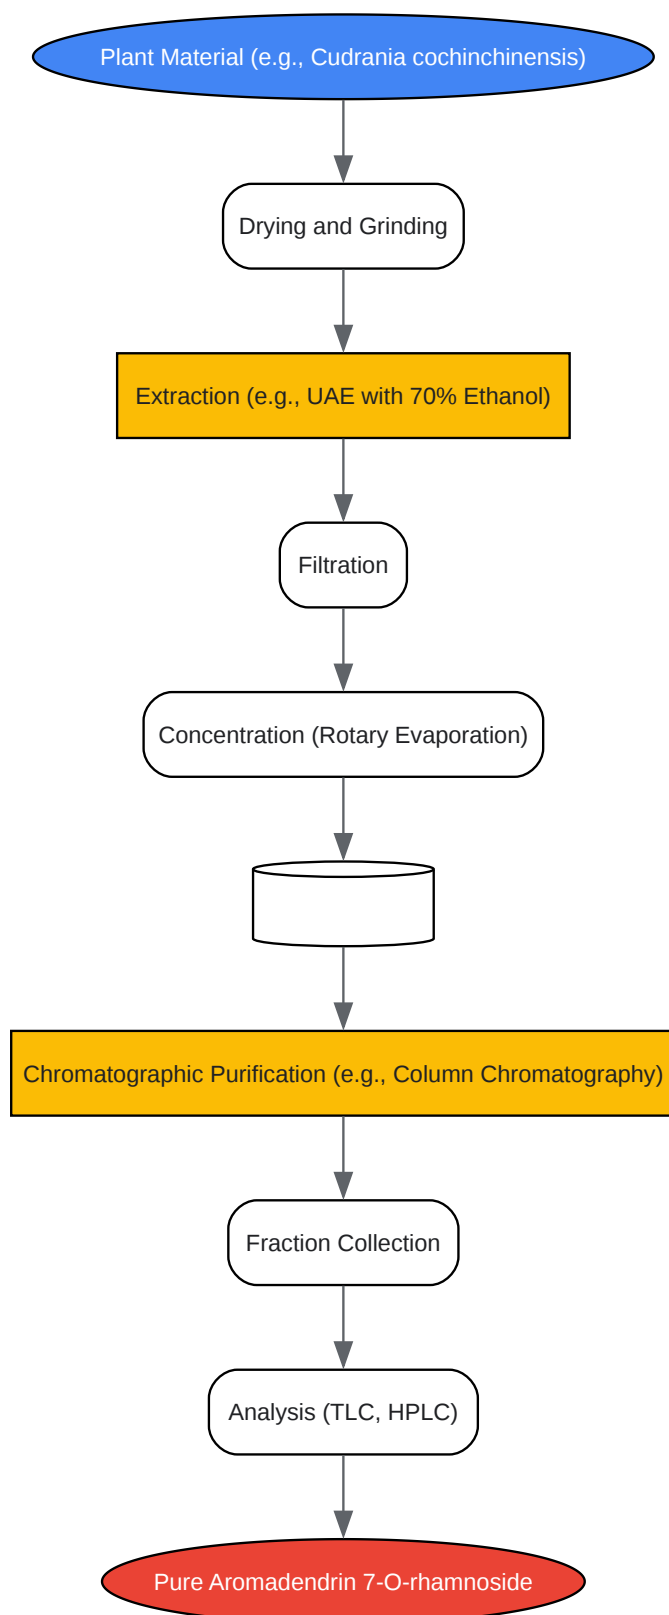 Plant Material (e.g., Cudrania cochinchinensis)
Drying and Grinding
Extraction (e.g., UAE with 70% Ethanol)
Filtration
Concentration (Rotary Evaporation)
Chromatographic Purification (e.g., Column Chromatography)
Fraction Collection
Analysis (TLC, HPLC)
Pure Aromadendrin 7-O-rhamnoside